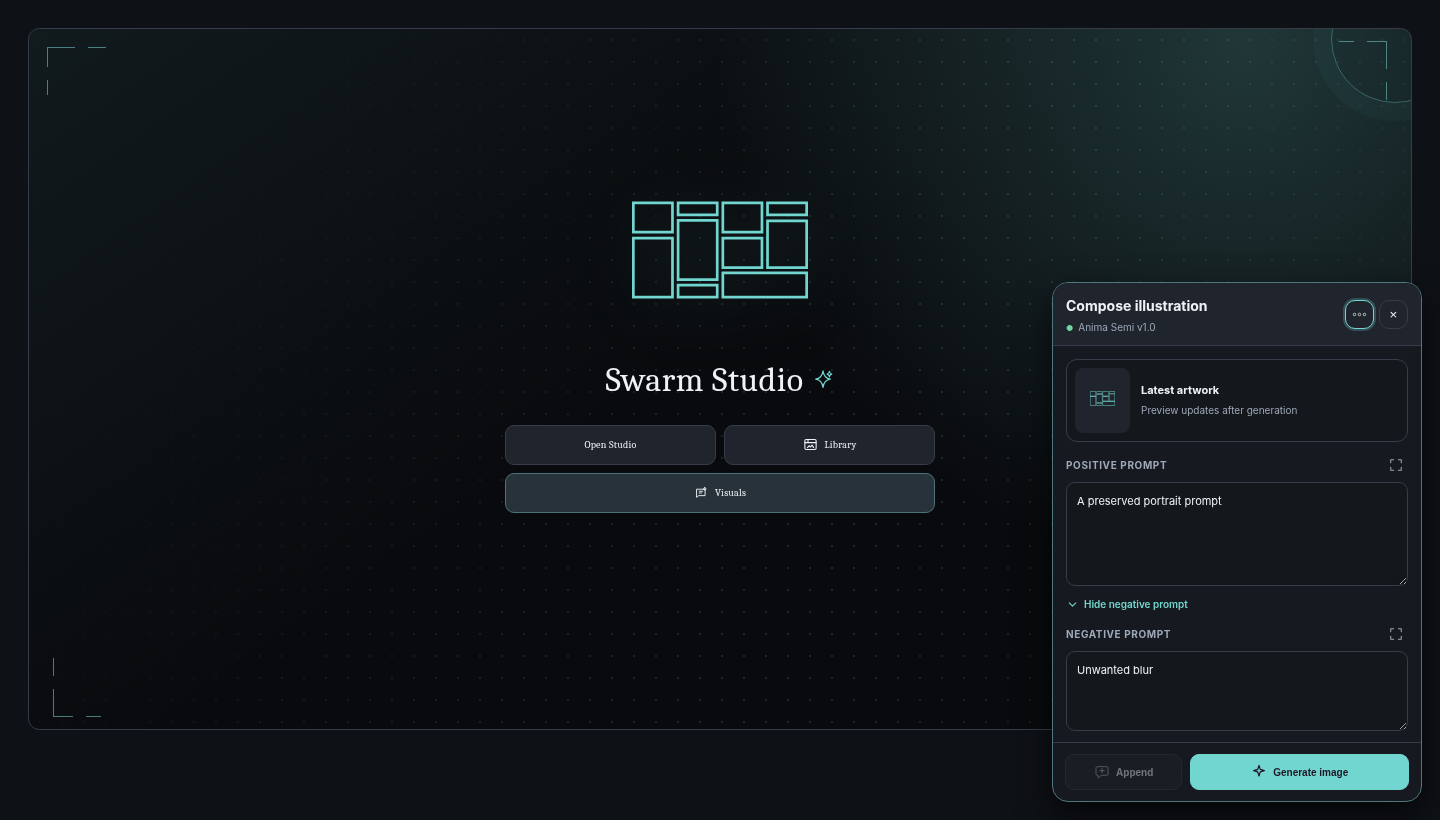 Swarm Studio
Open Studio
Library
Visuals
Compose illustration
Anima Semi v1.0
Latest artwork
Preview updates after generation
POSITIVE PROMPT
A preserved portrait prompt
Hide negative prompt
NEGATIVE PROMPT
Unwanted blur
Append
Generate image